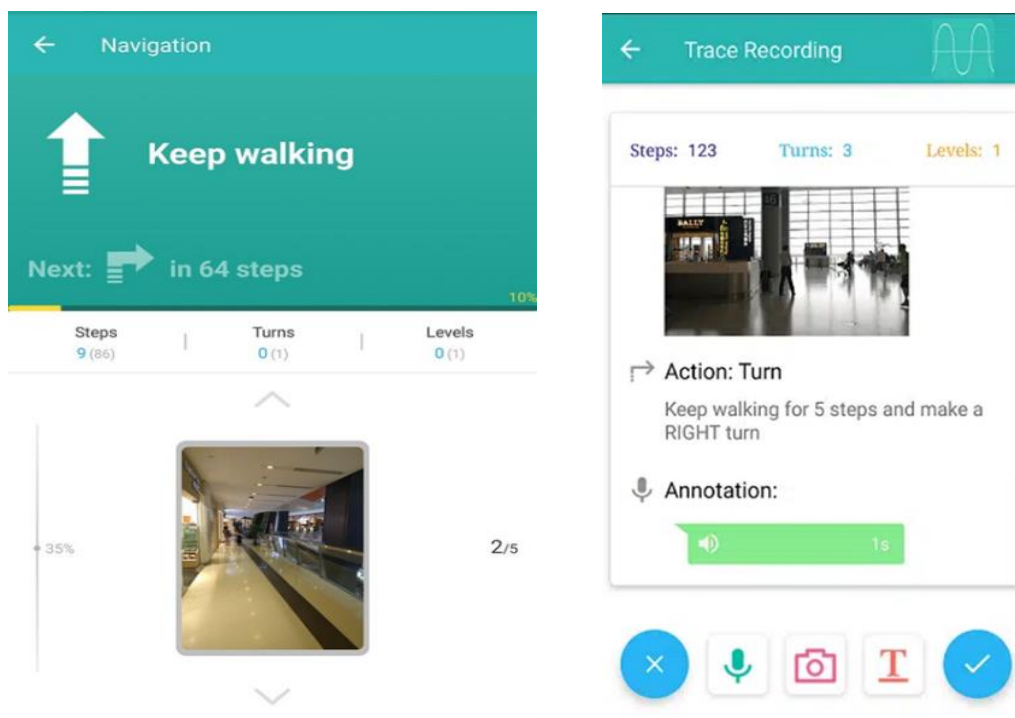 Navigation
Keep walking
Next: in 64 steps
10%
Steps Turns Levels
9 (86) 0 (1) 0 (1)
35%
2/5
Trace Recording
Steps: 123 Turns: 3 Levels: 1
BALLY
Action: Turn
Keep walking for 5 steps and make a
RIGHT turn
Annotation:
1s
T